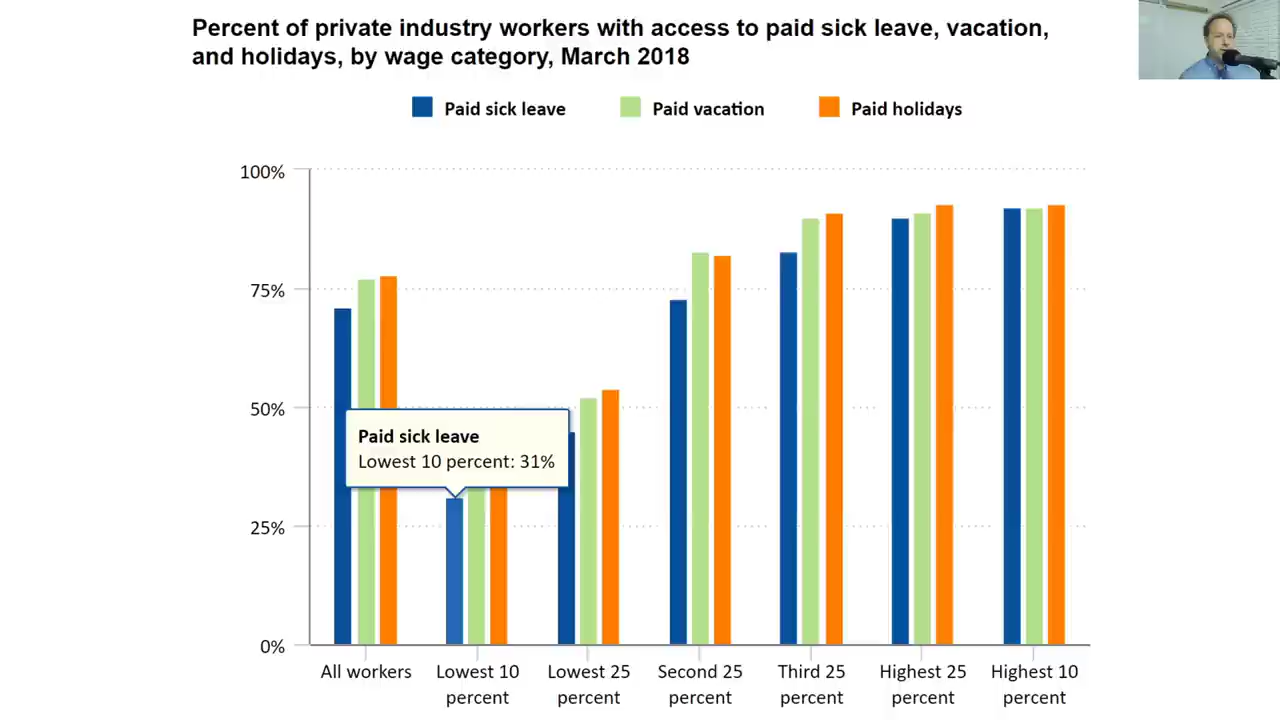 Percent of private industry workers with access to paid sick leave, vacation,
and holidays, by wage category, March 2018
Paid sick leave
Paid vacation
Paid holidays
100%
75%
50%
25%
0%
Paid sick leave
Lowest 10 percent: 31%
All workers
Lowest 10
percent
Lowest 25
percent
Second 25
percent
Third 25
percent
Highest 25
percent
Highest 10
percent